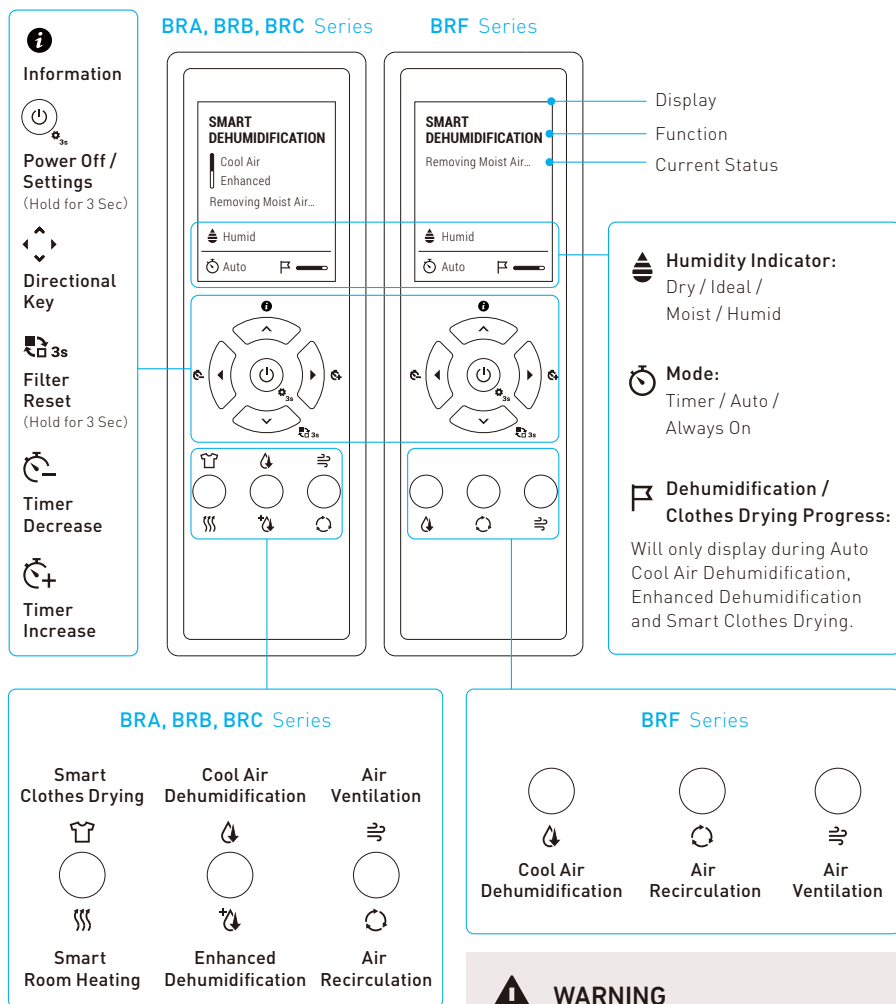 BRA, BRB, BRC Series
BRF Series
Information
3s
Power Off /
Settings
(Hold for 3 Sec)
Directional
Key
3s
Filter
Reset
(Hold for 3 Sec)
Timer
Decrease
Timer
Increase
SMART
DEHUMIDIFICATION
Cool Air
Enhanced
Removing Moist Air...
Humid
Auto
3s
3s
SMART
DEHUMIDIFICATION
Removing Moist Air...
Humid
Auto
3s
3s
Display
Function
Current Status
Humidity Indicator:
Dry / Ideal /
Moist / Humid
Mode:
Timer / Auto /
Always On
Dehumidification /
Clothes Drying Progress:
Will only display during Auto
Cool Air Dehumidification,
Enhanced Dehumidification
and Smart Clothes Drying.
BRA, BRB, BRC Series
Smart
Clothes Drying
Cool Air
Dehumidification
Air
Ventilation
Smart
Room Heating
Enhanced
Dehumidification
Air
Recirculation
BRF Series
Cool Air
Dehumidification
Air
Recirculation
Air
Ventilation
WARNING